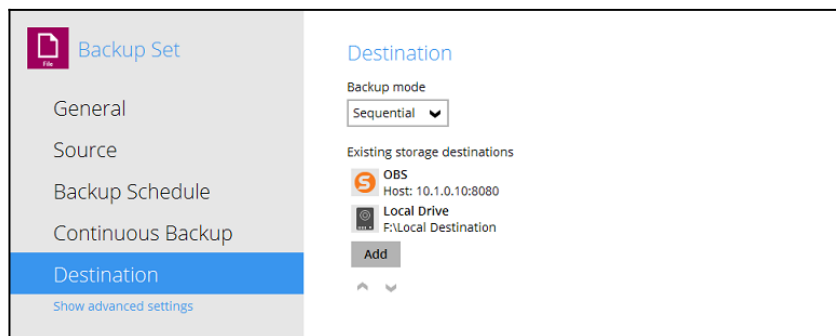 Backup Set
File
General
Source
Backup Schedule
Continuous Backup
Destination
Show advanced settings
Destination
Backup mode
Sequential
Existing storage destinations
OBS
Host: 10.1.0.10:8080
Local Drive
F:\Local Destination
Add